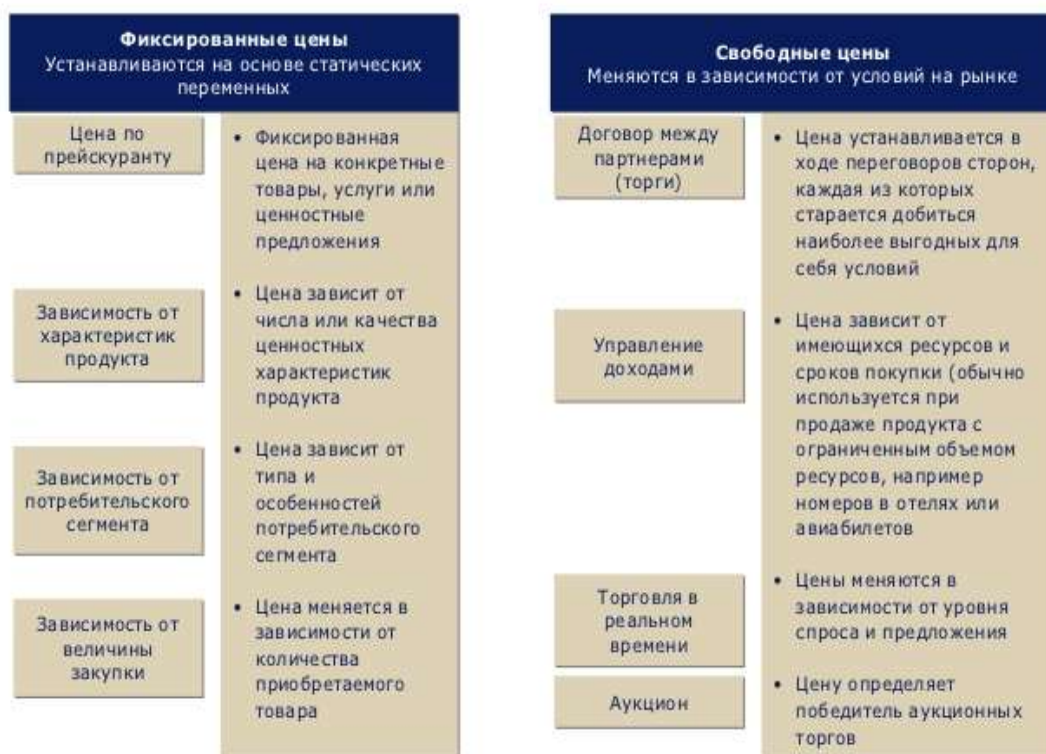 Фиксированные цены
Устанавливаются на основе статических
переменных
Цена по
прейскуранту
• Фиксированная
цена на конкретные
товары, услуги или
ценностные
предложения
Зависимость от
характеристик
продукта
• Цена зависит от
числа или качества
ценностных
характеристик
продукта
Зависимость от
потребительского
сегмента
• Цена зависит от
типа и
особенностей
потребительского
сегмента
Зависимость от
величины
закупки
• Цена меняется в
зависимости от
количества
приобретаемого
товара
Свободные цены
Меняются в зависимости от условий на рынке
Договор между
партнерами
(торги)
• Цена устанавливается в
ходе переговоров сторон,
каждая из которых
старается добиться
наиболее выгодных для
себя условий
Управление
доходами
• Цена зависит от
имеющихся ресурсов и
сроков покупки (обычно
используется при
продаже продукта с
ограниченным объемом
ресурсов, например
номеров в отелях или
авиабилетов
Торговля в
реальном
времени
• Цены меняются в
зависимости от уровня
спроса и предложения
Аукцион
• Цену определяет
победитель аукционных
торгов